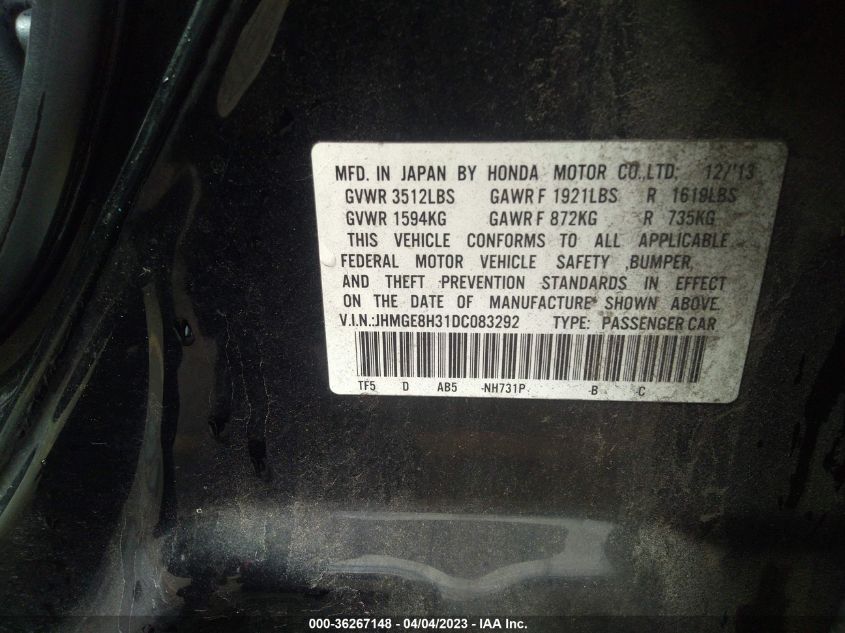 MFD. IN JAPAN BY HONDA MOTOR CO.,LTD. 12/'13
GVWR 3512LBS GAWR F 1921LBS R 1619LBS
GVWR 1594KG GAWR F 872KG R 735KG
THIS VEHICLE CONFORMS TO ALL APPLICABLE
FEDERAL MOTOR VEHICLE SAFETY ,BUMPER,
AND THEFT PREVENTION STANDARDS IN EFFECT
ON THE DATE OF MANUFACTURE SHOWN ABOVE.
V.I.N.:JHMGE8H31DC083292 TYPE: PASSENGER CAR
TF5 D AB5 -NH731P -B -C
000-36267148 - 04/04/2023 - IAA Inc.